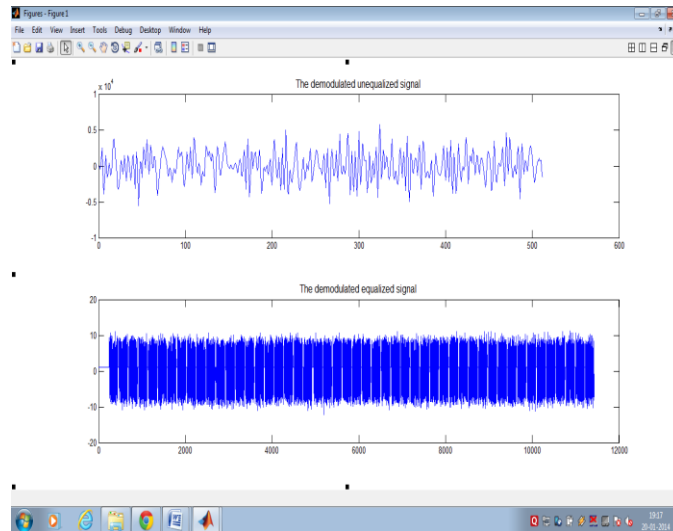 Figures - Figure 1
File Edit View Insert Tools Debug Desktop Window Help
The demodulated unequalized signal
x 10^4
1
0.5
0
-0.5
-1
0 100 200 300 400 500 600
The demodulated equalized signal
20
10
0
-10
-20
0 2000 4000 6000 8000 10000 12000
19:17
20-01-2014